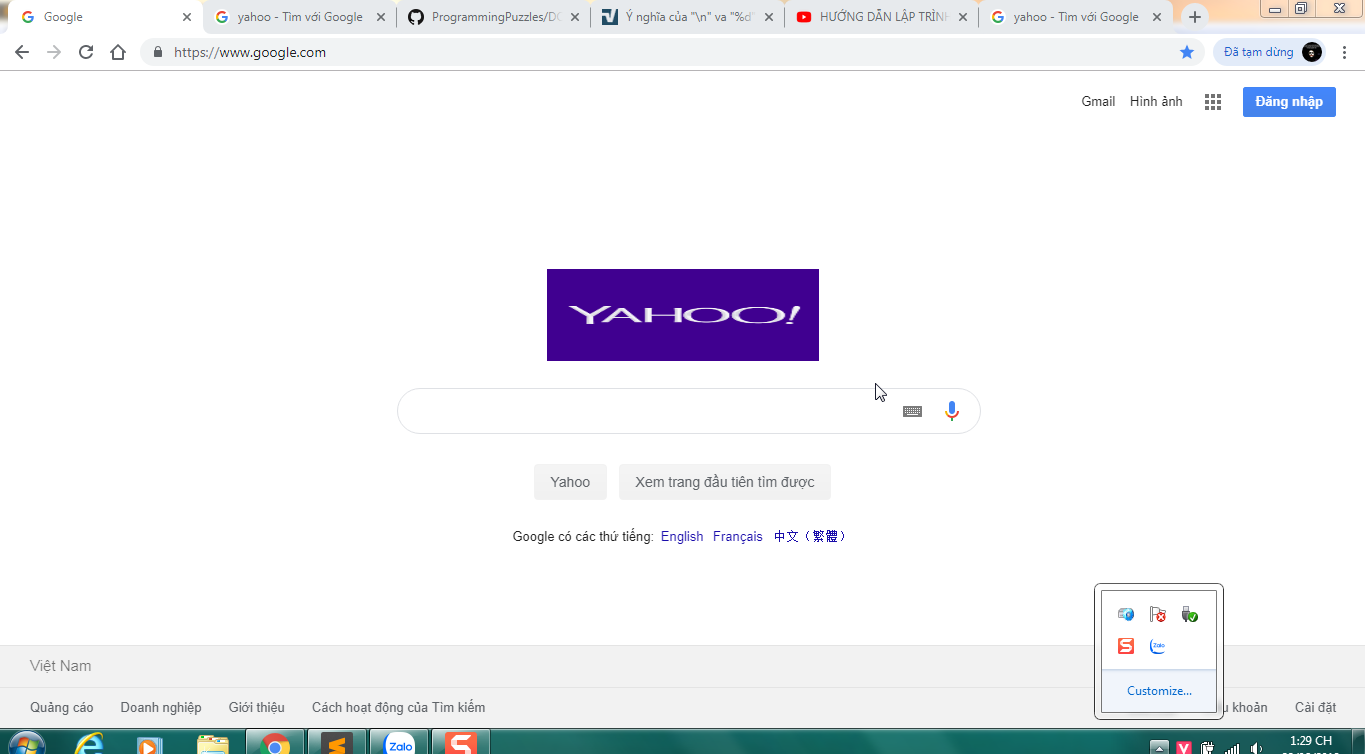 Google
yahoo - Tìm với Google
ProgrammingPuzzles/DC
Ý nghĩa của "\n" va "%d"
HƯỚNG DẪN LẬP TRÌNH
yahoo - Tìm với Google
https://www.google.com
Đã tạm dừng
Gmail Hình ảnh Đăng nhập
YAHOO!
Yahoo Xem trang đầu tiên tìm được
Google có các thứ tiếng: English Français 中文（繁體）
Zalo
Customize...
Việt Nam
Quảng cáo Doanh nghiệp Giới thiệu Cách hoạt động của Tìm kiếm khoản Cài đặt
Zalo
1:29 CH